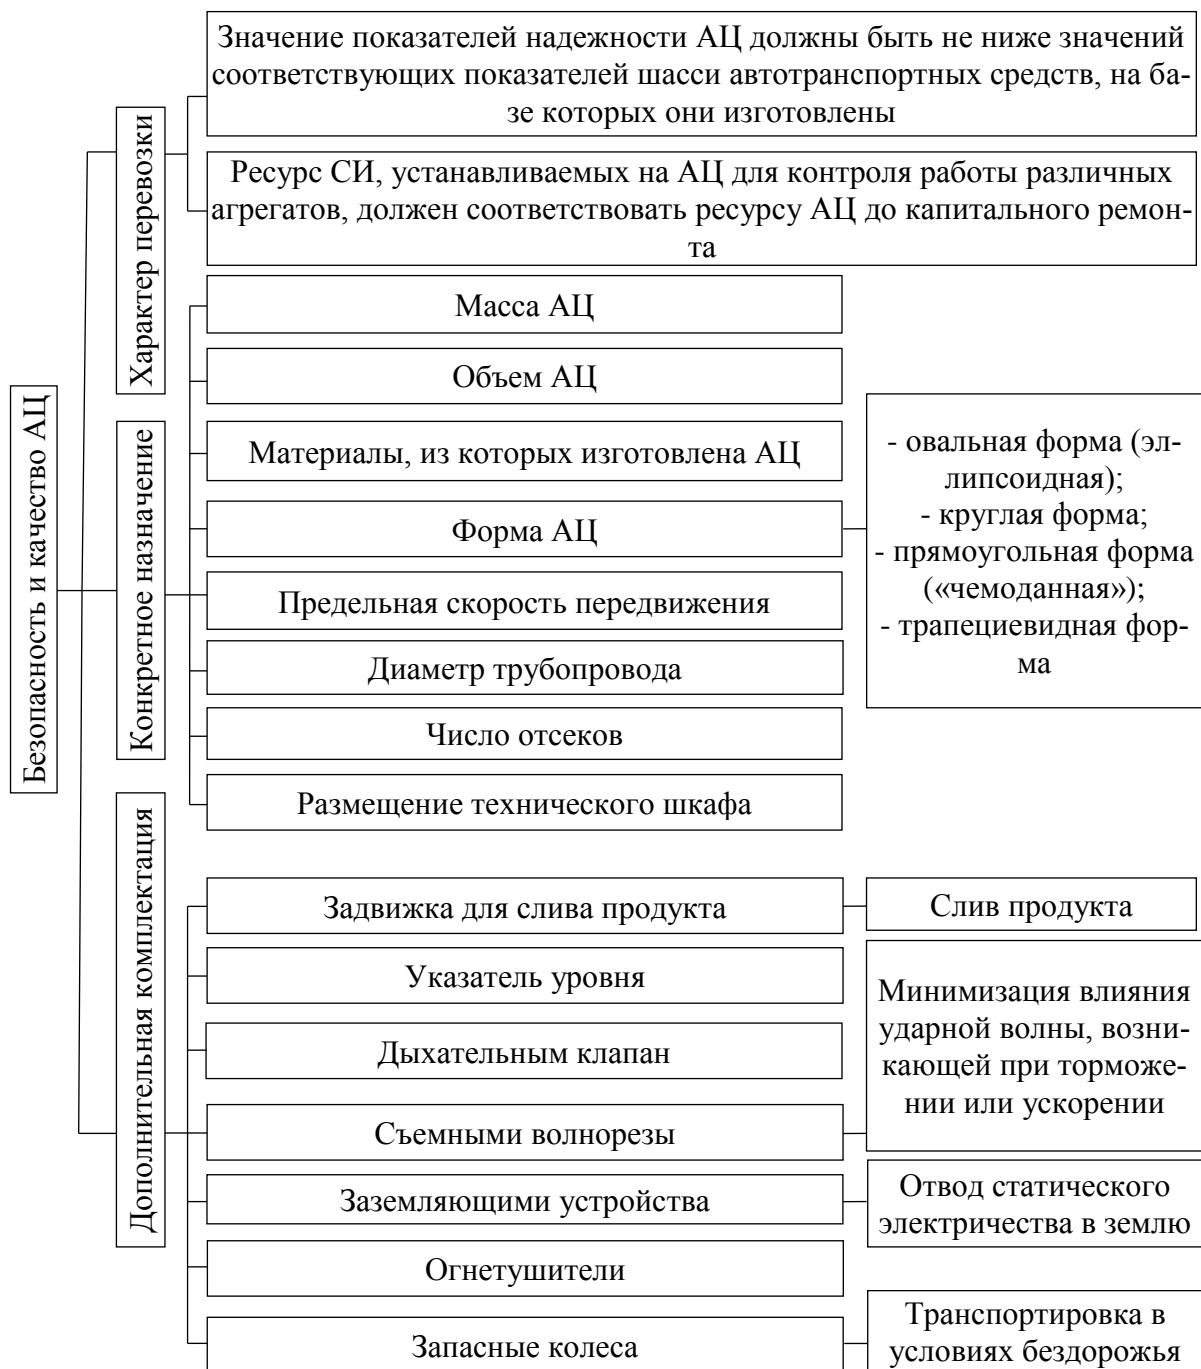 Безопасность и качество АЦ
Характер перевозки
Значение показателей надежности АЦ должны быть не ниже значений
соответствующих показателей шасси автотранспортных средств, на ба-
зе которых они изготовлены
Ресурс СИ, устанавливаемых на АЦ для контроля работы различных
агрегатов, должен соответствовать ресурсу АЦ до капитального ремон-
та
Конкретное назначение
Масса АЦ
Объем АЦ
Материалы, из которых изготовлена АЦ
Форма АЦ
- овальная форма (эл-
липсоидная);
- круглая форма;
- прямоугольная форма
(«чемоданная»);
- трапециевидная фор-
ма
Предельная скорость передвижения
Диаметр трубопровода
Число отсеков
Размещение технического шкафа
Дополнительная комплектация
Задвижка для слива продукта
Слив продукта
Указатель уровня
Дыхательным клапан
Съемными волнорезы
Минимизация влияния
ударной волны, возни-
кающей при торможе-
нии или ускорении
Заземляющими устройства
Отвод статического
электричества в землю
Огнетушители
Запасные колеса
Транспортировка в
условиях бездорожья